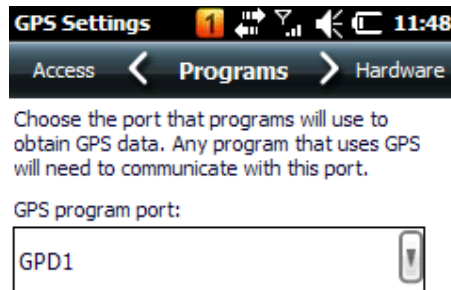 GPS Settings 1 11:48
Access Programs Hardware
Choose the port that programs will use to
obtain GPS data. Any program that uses GPS
will need to communicate with this port.
GPS program port:
GPD1